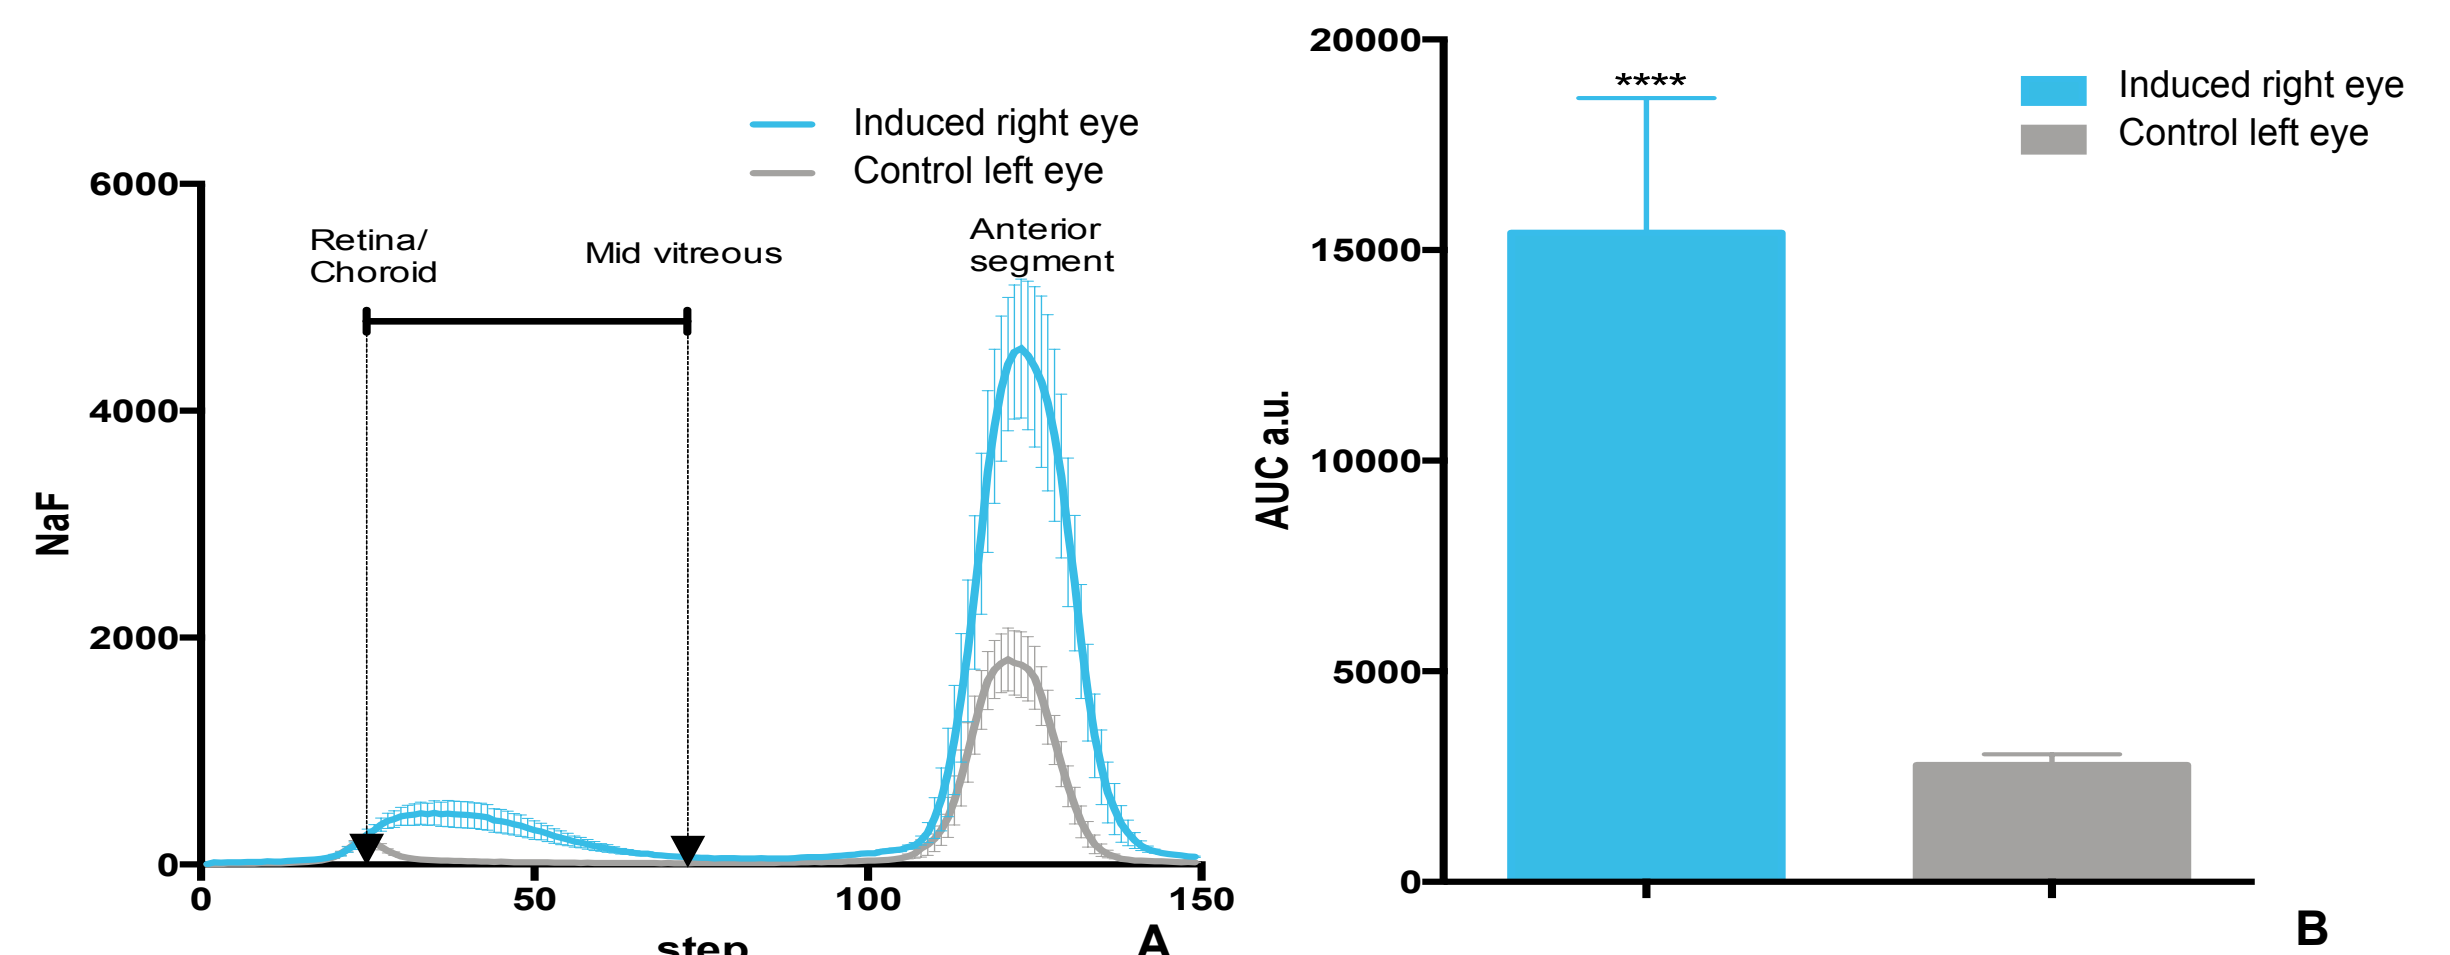 Induced right eye
Control left eye
6000
4000
2000
0
NaF
Retina/
Choroid
Mid vitreous
Anterior
segment
0
50
100
150
step
A
20000
15000
10000
5000
0
AUC a.u.
****
Induced right eye
Control left eye
B